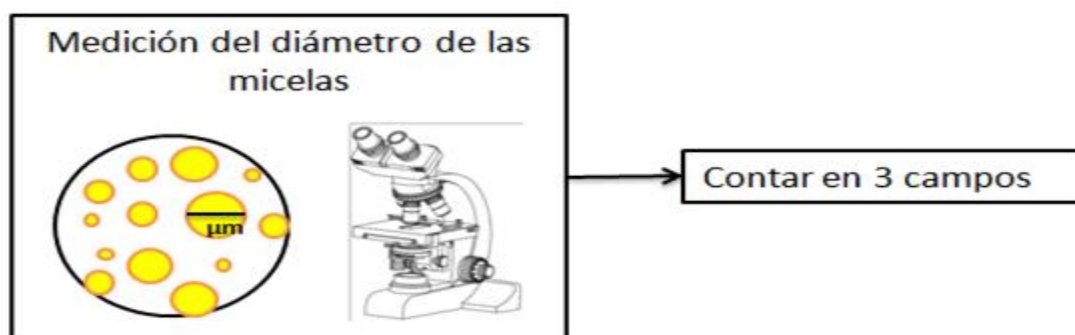 Medición del diámetro de las
micelas
µm
Contar en 3 campos